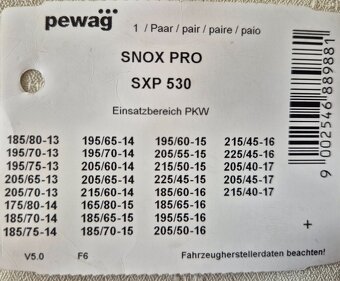 pewag
1 / Paar / pair / paire / paio
SNOX PRO
SXP 530
Einsatzbereich PKW
185/80-13 195/65-14 195/60-15 215/45-16
195/70-13 195/70-14 205/55-15 225/45-16
195/75-13 205/60-14 205/65-15 205/40-17
205/65-13 205/65-14 225/50-15 225/45-16
205/70-13 215/60-14 185/60-16 205/45-17
175/80-14 165/80-15 185/65-16 215/40-17
185/70-14 185/65-15 195/55-16
185/75-14 185/70-15 205/50-16
V5.0 F6 Fahrzeugherstellerdaten beachten!
9 002546 889881